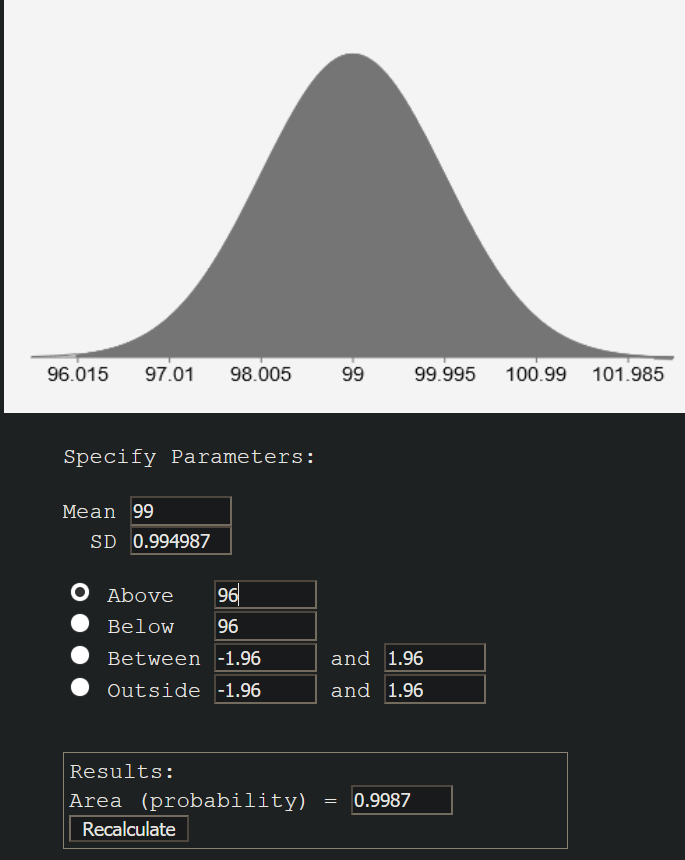 96.015 97.01 98.005 99 99.995 100.99 101.985
Specify Parameters:
Mean 99
SD 0.994987
Above 96
Below 96
Between -1.96 and 1.96
Outside -1.96 and 1.96
Results:
Area (probability) = 0.9987
Recalculate